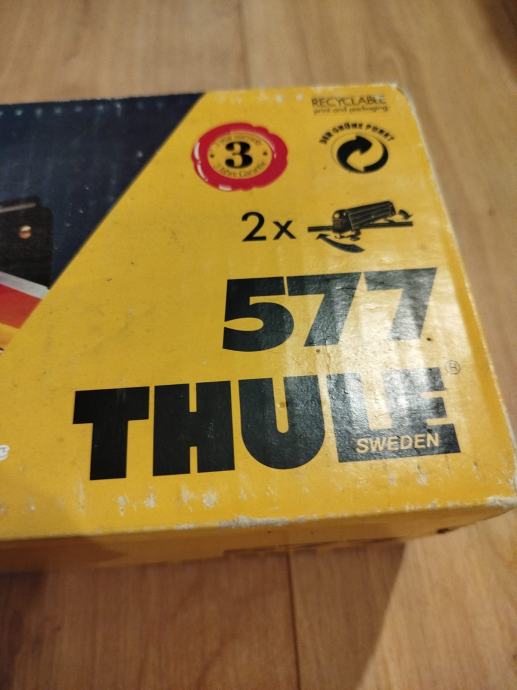 RECYCLABLE
print and packaging
DER GRÜNE PUNKT
3
2x
577
THULE®
SWEDEN